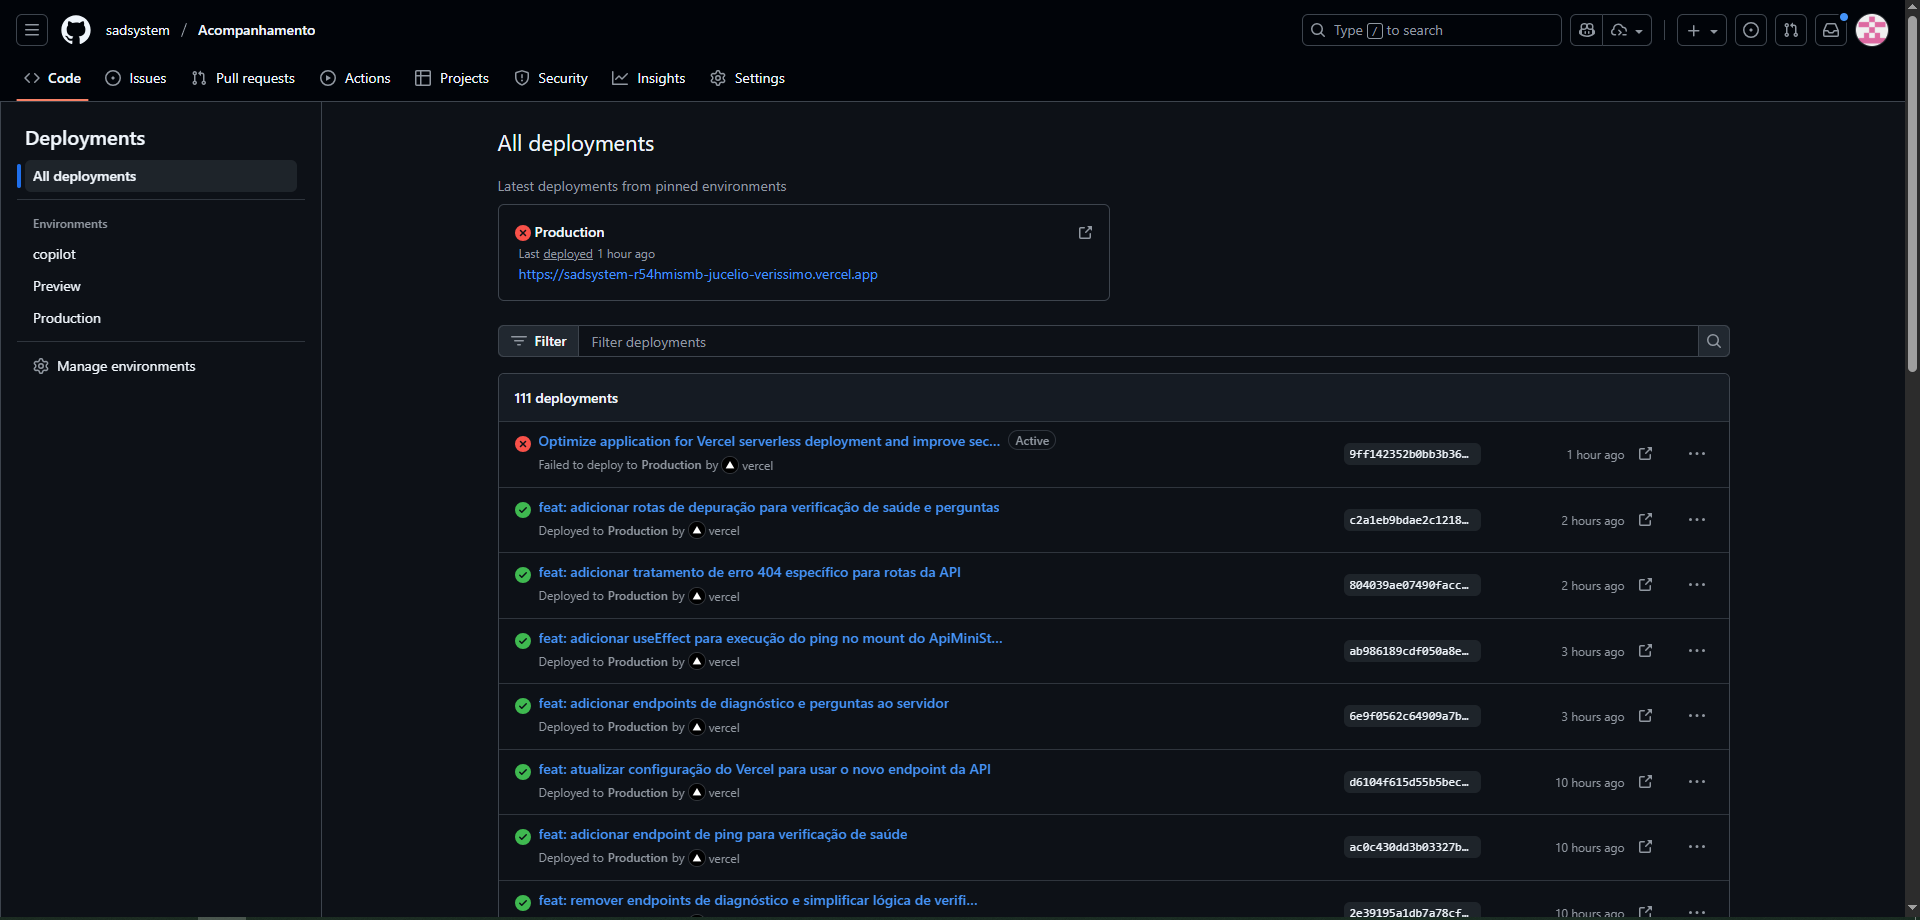 sadsystem / Acompanhamento
Type / to search
Code
Issues
Pull requests
Actions
Projects
Security
Insights
Settings
Deployments
All deployments
Environments
copilot
Preview
Production
Manage environments
All deployments
Latest deployments from pinned environments
Production
Last deployed 1 hour ago
https://sadsystem-r54hmismb-jucelio-verissimo.vercel.app
Filter
Filter deployments
111 deployments
Optimize application for Vercel serverless deployment and improve sec... Active
Failed to deploy to Production by vercel
9ff142352b0bb3b36...
1 hour ago
feat: adicionar rotas de depuração para verificação de saúde e perguntas
Deployed to Production by vercel
c2a1eb9bdae2c1218...
2 hours ago
feat: adicionar tratamento de erro 404 específico para rotas da API
Deployed to Production by vercel
804039ae07490facc...
2 hours ago
feat: adicionar useEffect para execução do ping no mount do ApiMiniSt...
Deployed to Production by vercel
ab986189cdf050a8e...
3 hours ago
feat: adicionar endpoints de diagnóstico e perguntas ao servidor
Deployed to Production by vercel
6e9f0562c64909a7b...
3 hours ago
feat: atualizar configuração do Vercel para usar o novo endpoint da API
Deployed to Production by vercel
d6104f615d55b5bec...
10 hours ago
feat: adicionar endpoint de ping para verificação de saúde
Deployed to Production by vercel
ac0c430dd3b03327b...
10 hours ago
feat: remover endpoints de diagnóstico e simplificar lógica de verifi...
2e39195a1db7a78cf...
10 hours ago